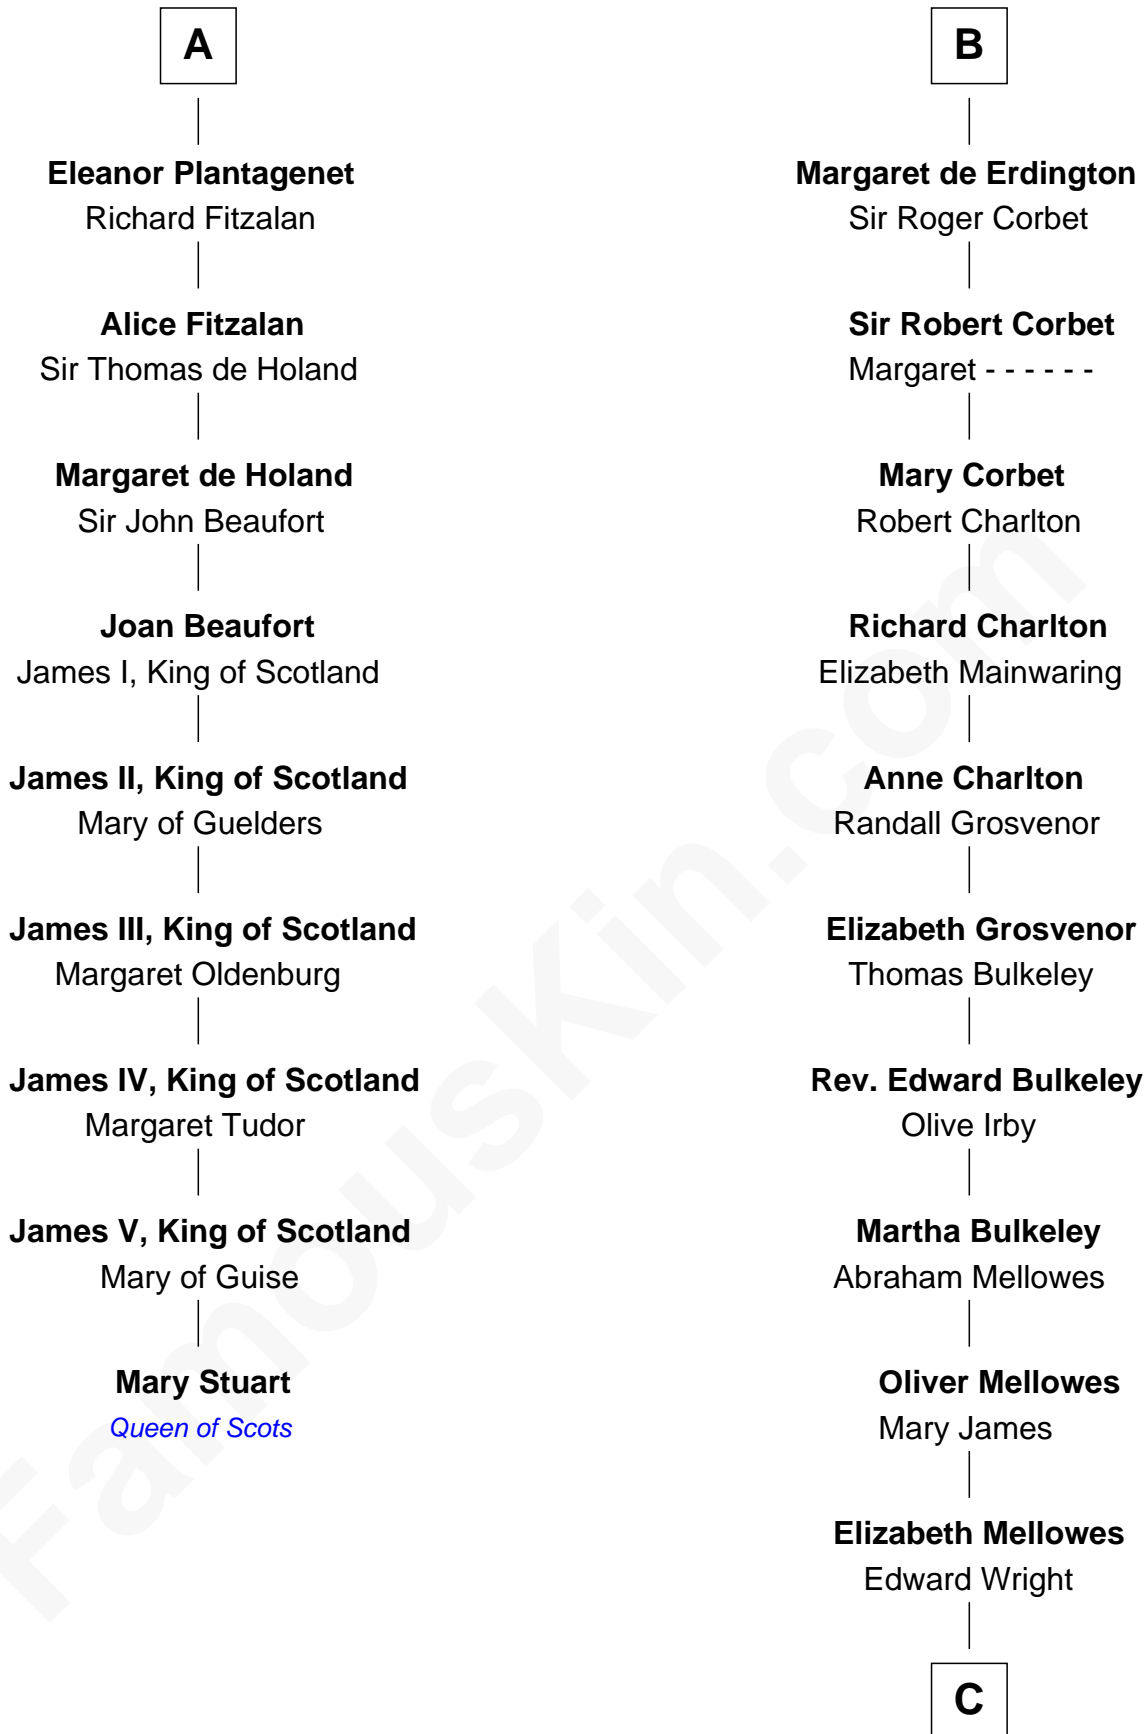 A
Eleanor Plantagenet
Richard Fitzalan
Alice Fitzalan
Sir Thomas de Holand
Margaret de Holand
Sir John Beaufort
Joan Beaufort
James I, King of Scotland
James II, King of Scotland
Mary of Guelders
James III, King of Scotland
Margaret Oldenburg
James IV, King of Scotland
Margaret Tudor
James V, King of Scotland
Mary of Guise
Mary Stuart
Queen of Scots
B
Margaret de Erdington
Sir Roger Corbet
Sir Robert Corbet
Margaret - - - - - -
Mary Corbet
Robert Charlton
Richard Charlton
Elizabeth Mainwaring
Anne Charlton
Randall Grosvenor
Elizabeth Grosvenor
Thomas Bulkeley
Rev. Edward Bulkeley
Olive Irby
Martha Bulkeley
Abraham Mellowes
Oliver Mellowes
Mary James
Elizabeth Mellowes
Edward Wright
C
FamousKin.com